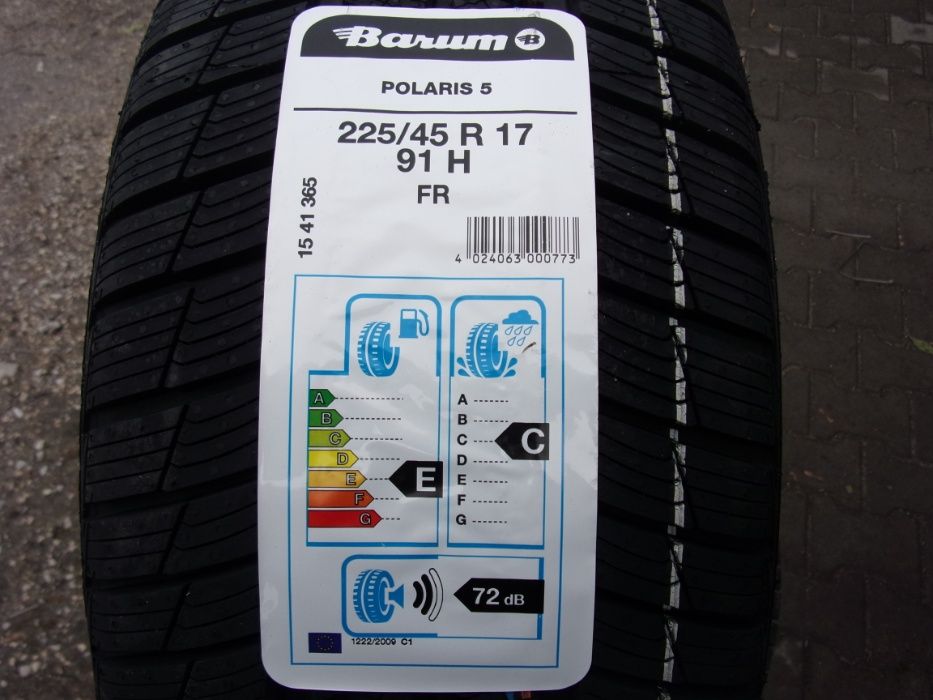 Barum B
POLARIS 5
225/45 R 17
91 H
FR
15 41 365
4 024063 000773
A
B
C
D
E
F
G
E
A
B
C
D
E
F
G
C
72 dB
1222/2009 C1